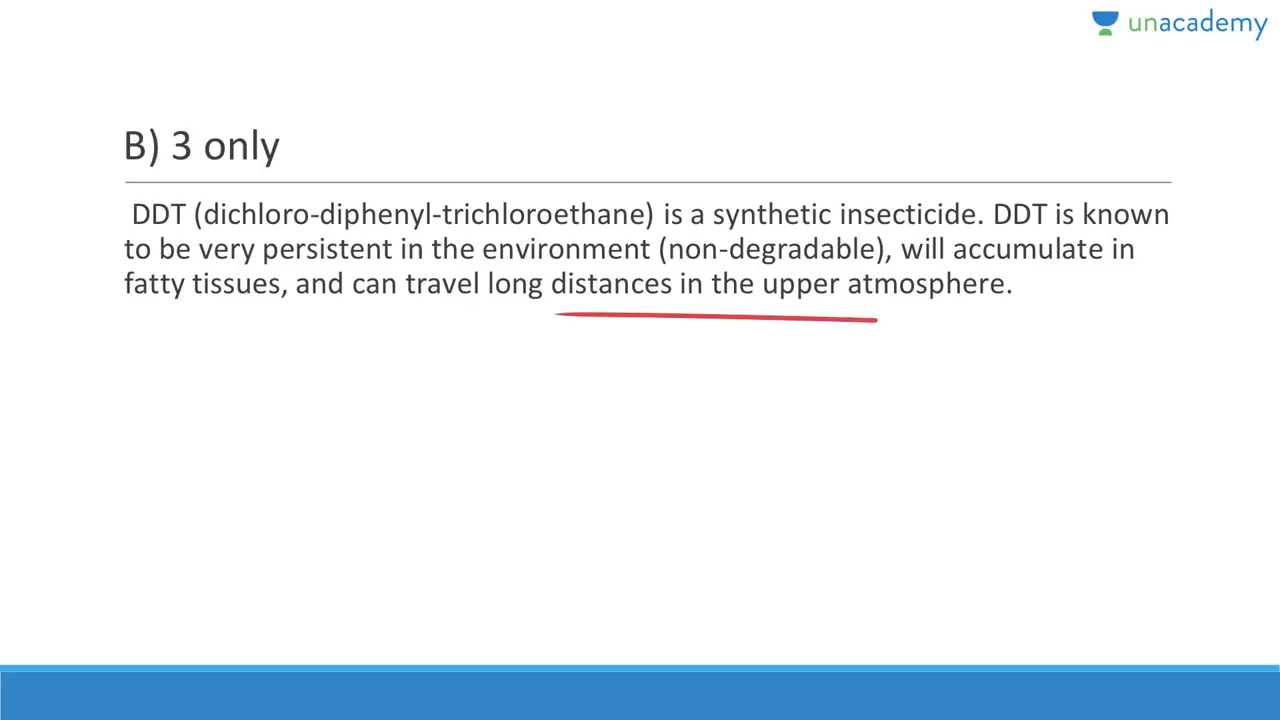 unacademy
B) 3 only
DDT (dichloro-diphenyl-trichloroethane) is a synthetic insecticide. DDT is known
to be very persistent in the environment (non-degradable), will accumulate in
fatty tissues, and can travel long distances in the upper atmosphere.